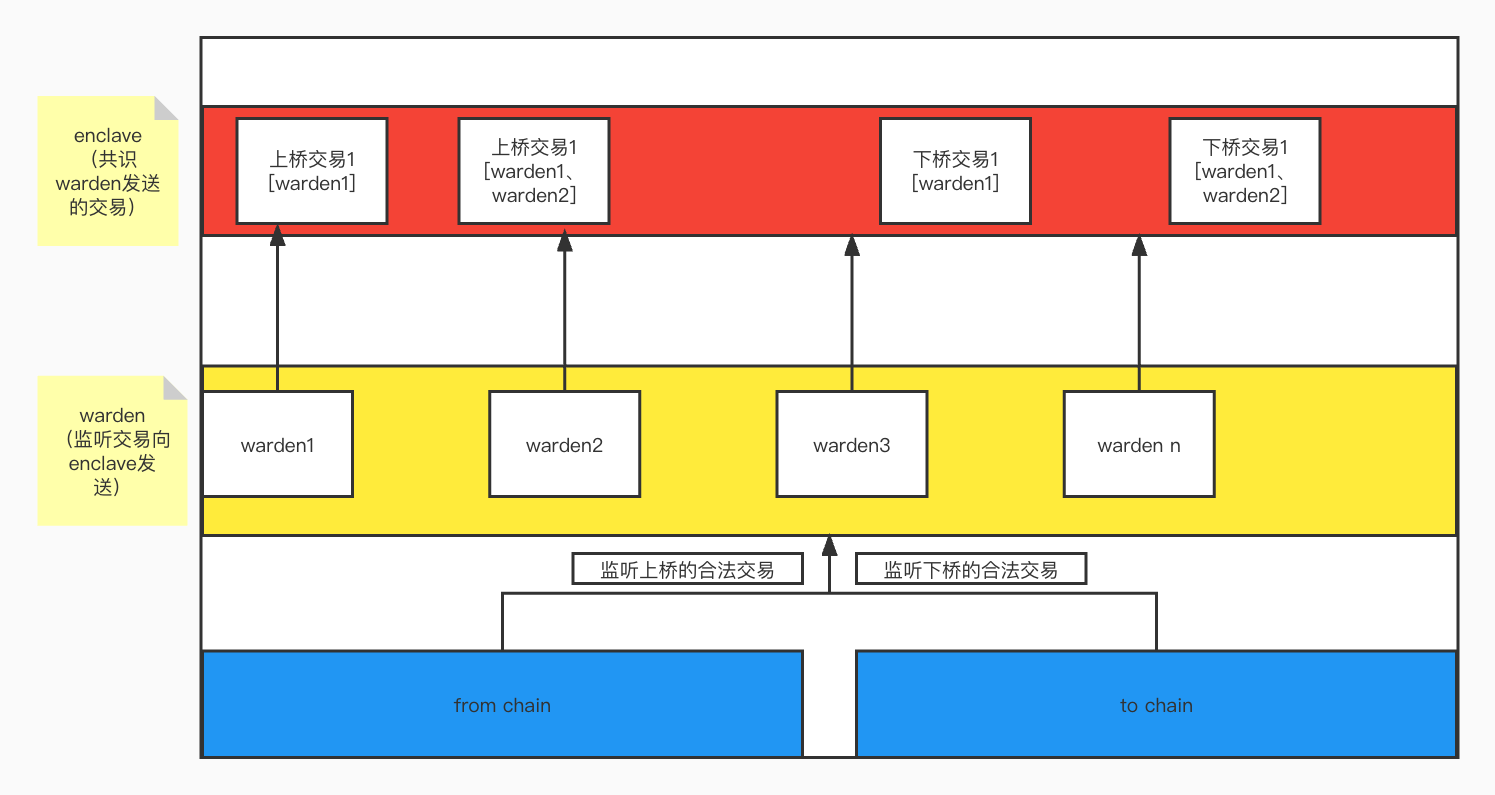 enclave
（共识
warden发送
的交易）
上桥交易1
[warden1]
上桥交易1
[warden1、
warden2]
下桥交易1
[warden1]
下桥交易1
[warden1、
warden2]
warden
（监听交易向
enclave发
送）
warden1
warden2
warden3
warden n
监听上桥的合法交易
监听下桥的合法交易
from chain
to chain